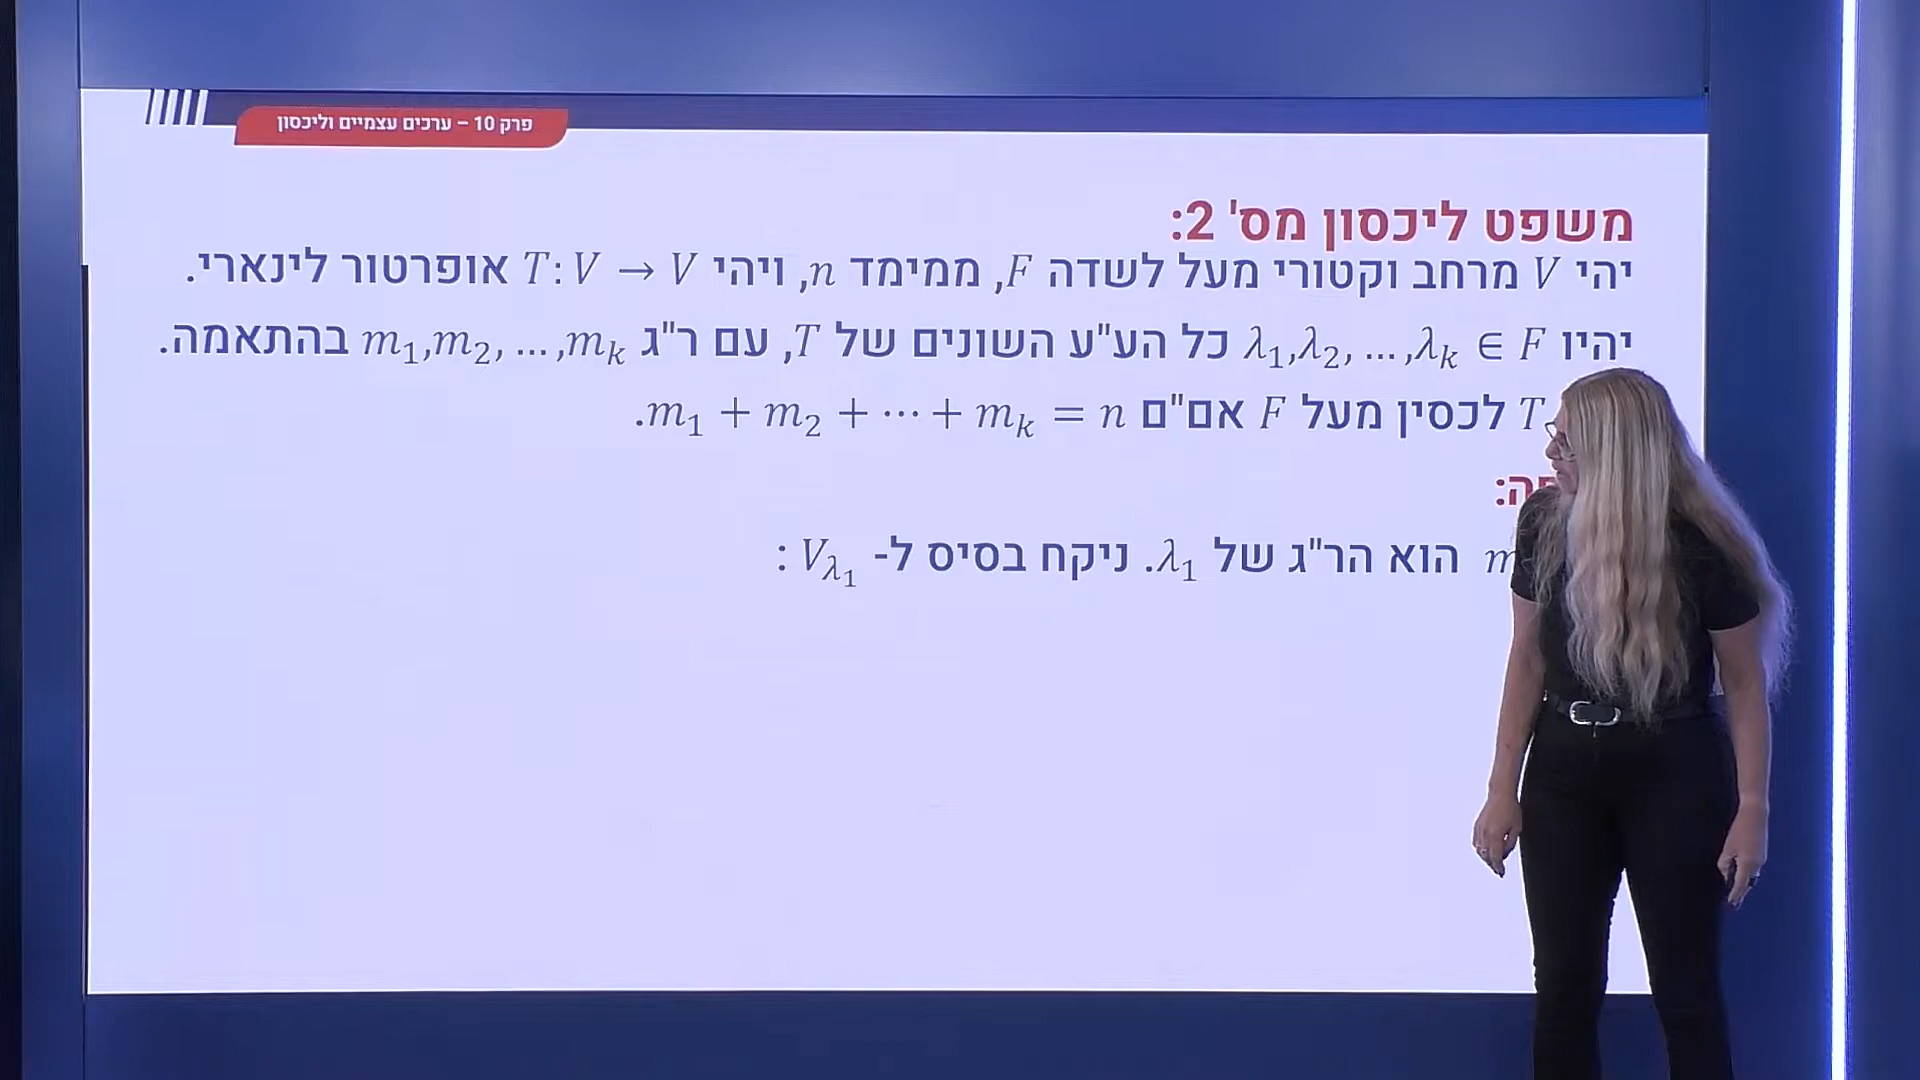 פרק 10 – ערכים עצמיים וליכסון
משפט ליכסון מס' 2:
יהי V מרחב וקטורי מעל לשדה F, ממימד n, ויהי T: V → V אופרטור לינארי.
יהיו λ₁,λ₂, … ,λₖ ∈ F כל הע"ע השונים של T, עם ר"ג m₁,m₂, … ,mₖ בהתאמה.
T לכסין מעל F אם"ם m₁ + m₂ + ⋯ + mₖ = n.
m הוא הר"ג של λ₁. ניקח בסיס ל- V_λ₁ :